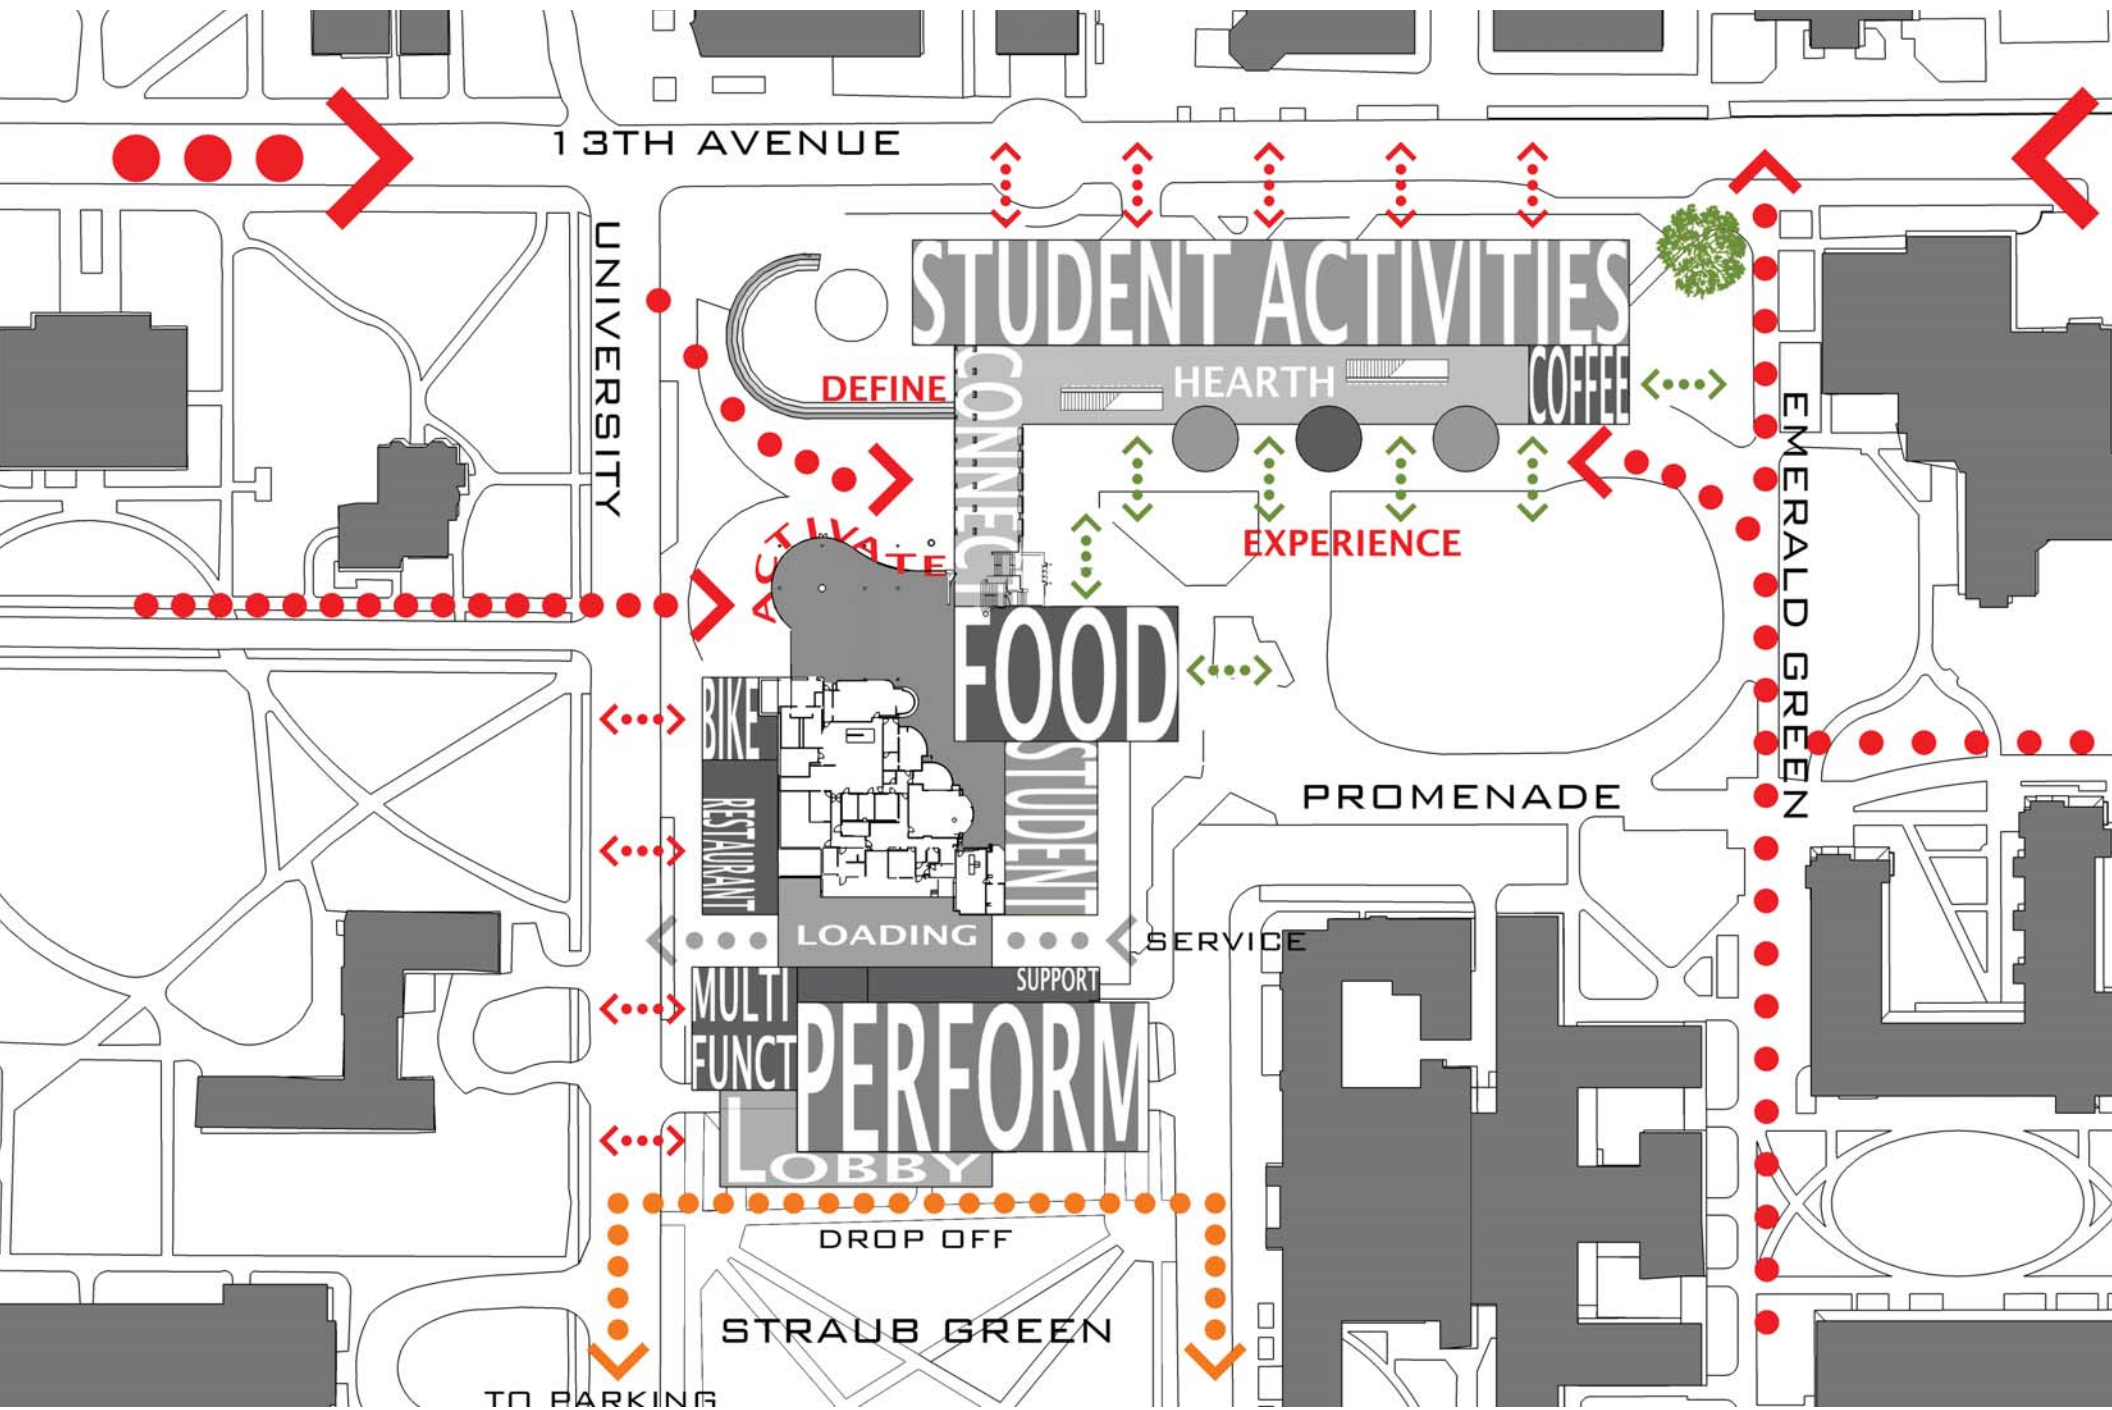 13TH AVENUE
UNIVERSITY
STUDENT ACTIVITIES
CONNECT
HEARTH
COFFEE
DEFINE
EMERALD GREEN
ACTIVATE
EXPERIENCE
FOOD
BIKE
STUDENT
RESTAURANT
PROMENADE
LOADING
SERVICE
SUPPORT
MULTI
FUNCT
PERFORM
LOBBY
DROP OFF
STRAUB GREEN
TO PARKING